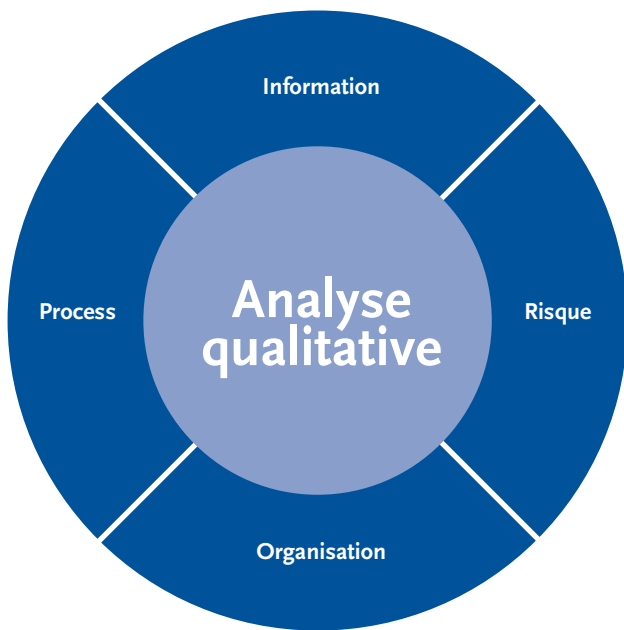 Information
Process
Analyse
qualitative
Risque
Organisation